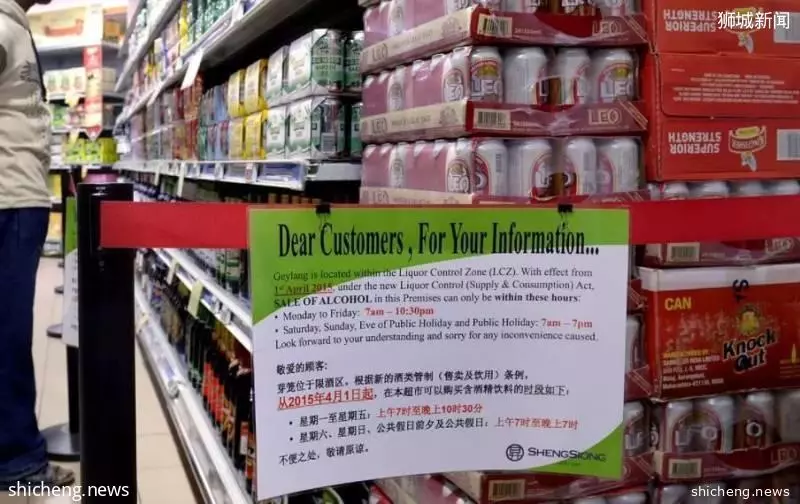 狮城新闻
LEO
LEO
LEO
LEO
SUPERIOR
STRENGTH
SUPERIOR
STRENGTH
CAN
Knock
Out
Dear Customers , For Your Information...
Geylang is located within the Liquor Control Zone (LCZ). With effect from
1st April 2015, under the new Liquor Control (Supply & Consumption) Act,
SALE OF ALCOHOL in this Premises can only be within these hours:
• Monday to Friday: 7am – 10:30pm
• Saturday, Sunday, Eve of Public Holiday and Public Holiday: 7am – 7pm
Look forward to your understanding and sorry for any inconvenience caused.
敬爱的顾客:
芽笼位于限酒区。根据新的酒类管制（售卖及饮用）条例,
从2015年4月1日起, 在本超市可以购买含酒精饮料的时段如下:
• 星期一至星期五: 上午7时至晚上10时30分
• 星期六、星期日、公共假日前夕及公共假日: 上午7时至晚上7时
不便之处, 敬请原谅。
SHENG SIONG
shicheng.news
shicheng.news